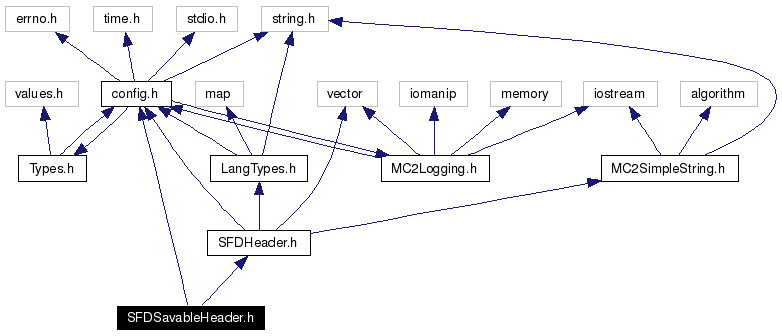 errno.h
time.h
stdio.h
string.h
values.h
config.h
map
vector
iomanip
memory
iostream
algorithm
Types.h
LangTypes.h
MC2Logging.h
MC2SimpleString.h
SFDHeader.h
SFDSavableHeader.h